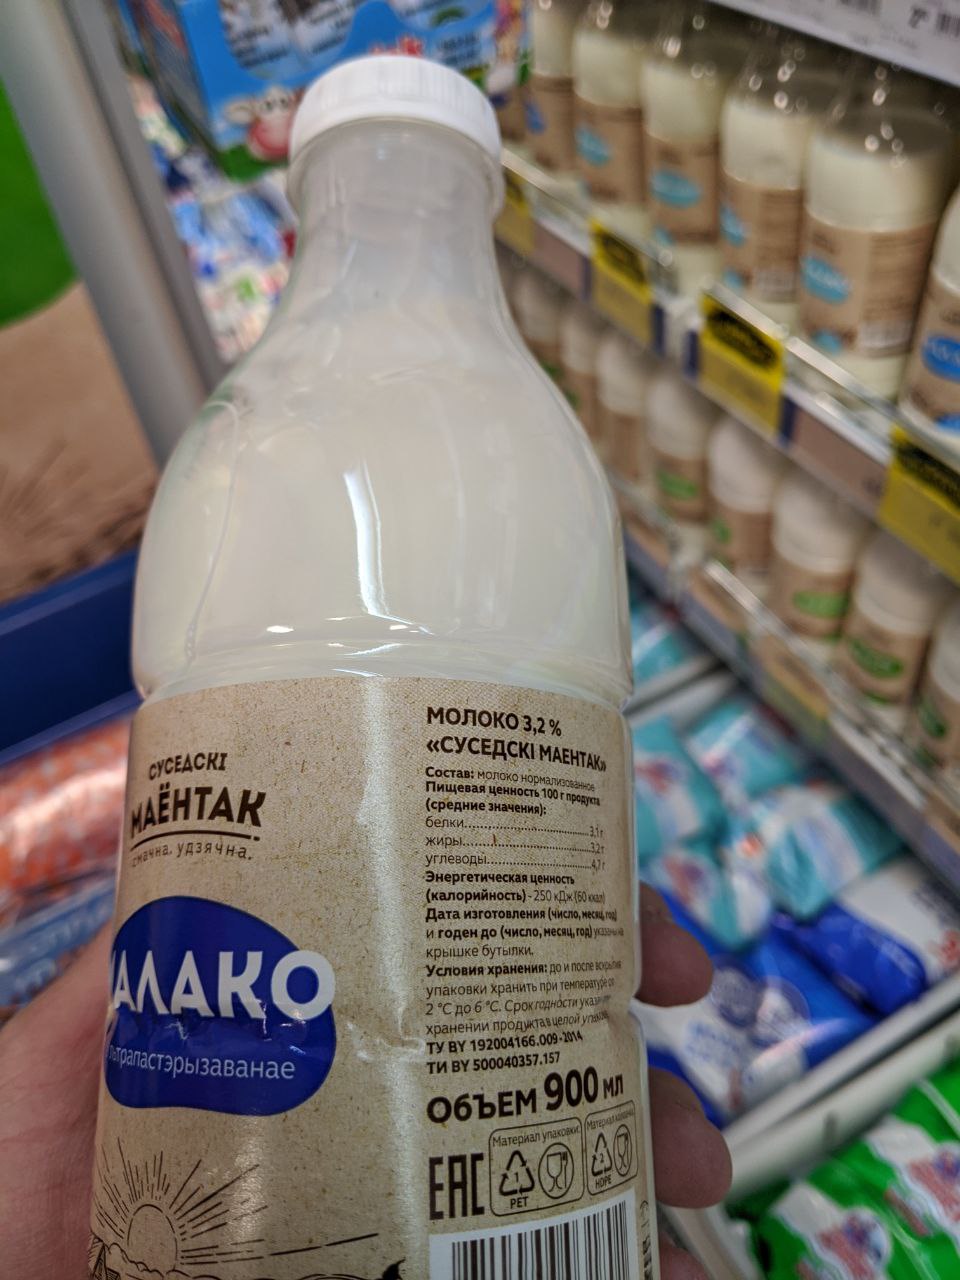 СУСЕДСКІ
МАЁНТАК
смачна. удзячна.
МАЛАКО
ультрапастэрызаванае
МОЛОКО 3,2 %
«СУСЕДСКІ МАЕНТАК»
Состав: молоко нормализованное
Пищевая ценность 100 г продукта
(средние значения):
белки 3,1 г
жиры 3,2 г
углеводы 4,7 г
Энергетическая ценность
(калорийность) - 250 кДж (60 ккал)
Дата изготовления (число, месяц, год)
и годен до (число, месяц, год) указаны на
крышке бутылки.
Условия хранения: до и после вскрытия
упаковки хранить при температуре от
2 °С до 6 °С. Срок годности указан
хранении продукта в целой упаковке
ТУ BY 192004166.009-2014
ТИ BY 500040357.157
ОБЪЕМ 900 мл
EAC
Материал упаковки:
1
PET
Материал колпачка:
2
HDPE